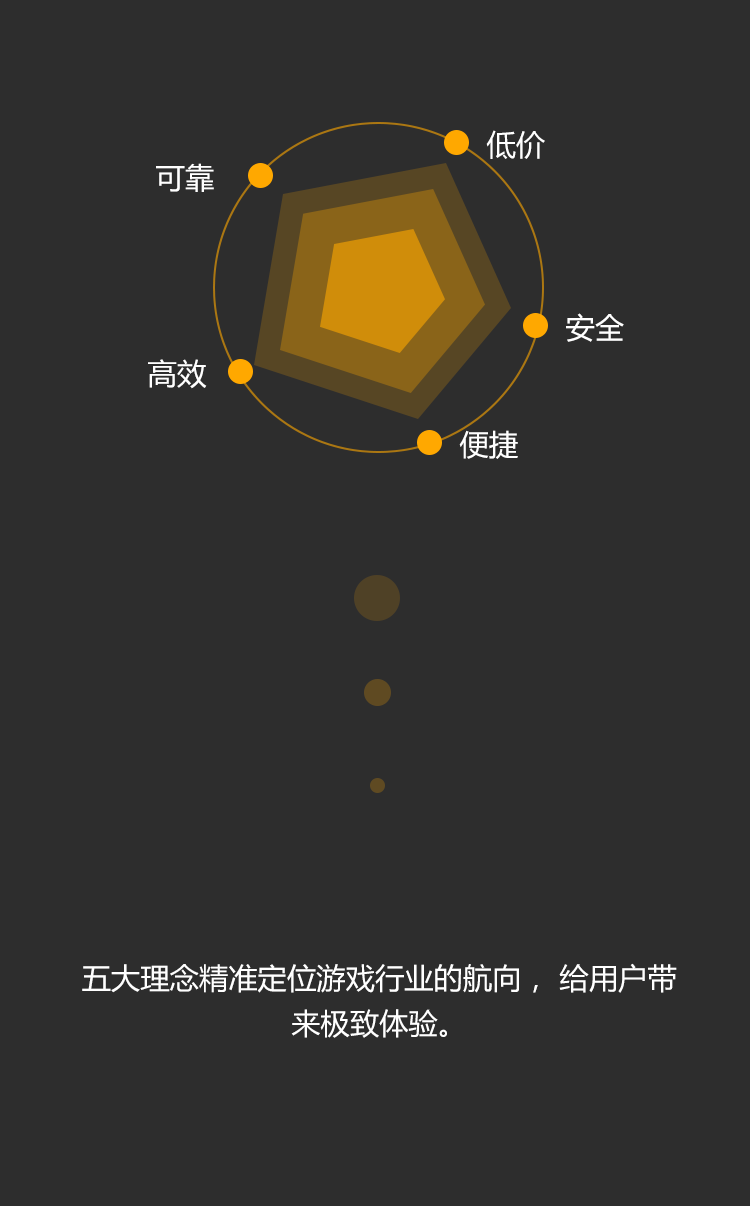 低价
可靠
安全
高效
便捷
五大理念精准定位游戏行业的航向，给用户带
来极致体验。